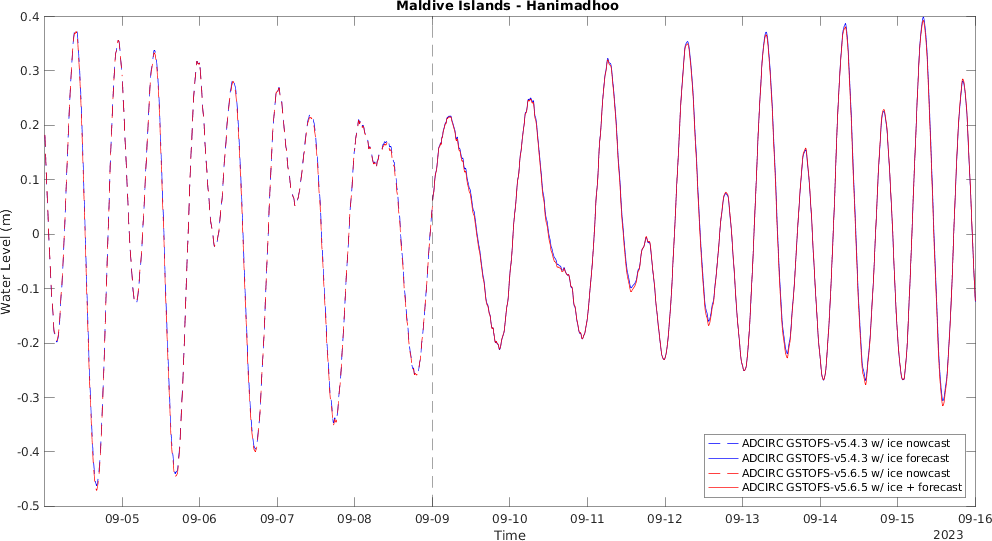 Maldive Islands - Hanimadhoo
Water Level (m)
0.4
0.3
0.2
0.1
0
-0.1
-0.2
-0.3
-0.4
-0.5
09-05 09-06 09-07 09-08 09-09 09-10 09-11 09-12 09-13 09-14 09-15 09-16
Time
2023
ADCIRC GSTOFS-v5.4.3 w/ ice nowcast
ADCIRC GSTOFS-v5.4.3 w/ ice forecast
ADCIRC GSTOFS-v5.6.5 w/ ice nowcast
ADCIRC GSTOFS-v5.6.5 w/ ice + forecast